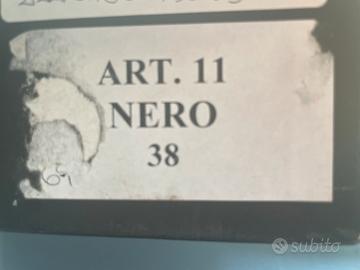 ART. 11
NERO
38
subito